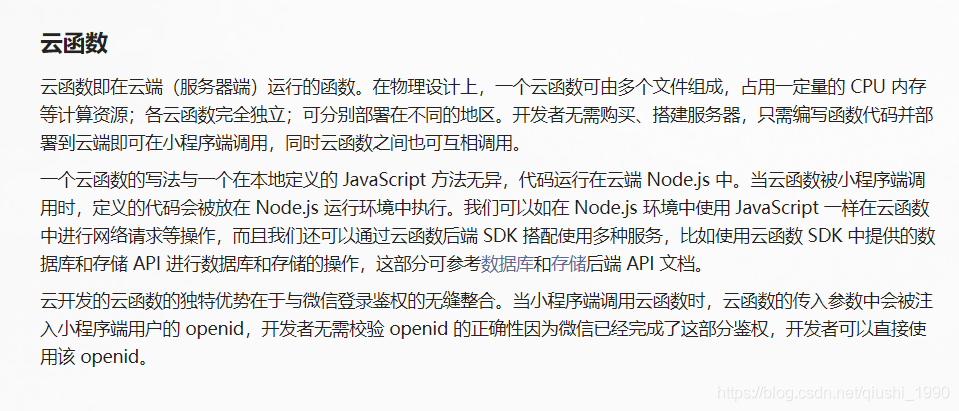 云函数
云函数即在云端（服务器端）运行的函数。在物理设计上，一个云函数可由多个文件组成，占用一定量的 CPU 内存
等计算资源；各云函数完全独立；可分别部署在不同的地区。开发者无需购买、搭建服务器，只需编写函数代码并部
署到云端即可在小程序端调用，同时云函数之间也可互相调用。
一个云函数的写法与一个在本地定义的 JavaScript 方法无异，代码运行在云端 Node.js 中。当云函数被小程序端调
用时，定义的代码会被放在 Node.js 运行环境中执行。我们可以如在 Node.js 环境中使用 JavaScript 一样在云函数
中进行网络请求等操作，而且我们还可以通过云函数后端 SDK 搭配使用多种服务，比如使用云函数 SDK 中提供的数
据库和存储 API 进行数据库和存储的操作，这部分可参考数据库和存储后端 API 文档。
云开发的云函数的独特优势在于与微信登录鉴权的无缝整合。当小程序端调用云函数时，云函数的传入参数中会被注
入小程序端用户的 openid，开发者无需校验 openid 的正确性因为微信已经完成了这部分鉴权，开发者可以直接使
用该 openid。
https://blog.csdn.net/qiushi_1990